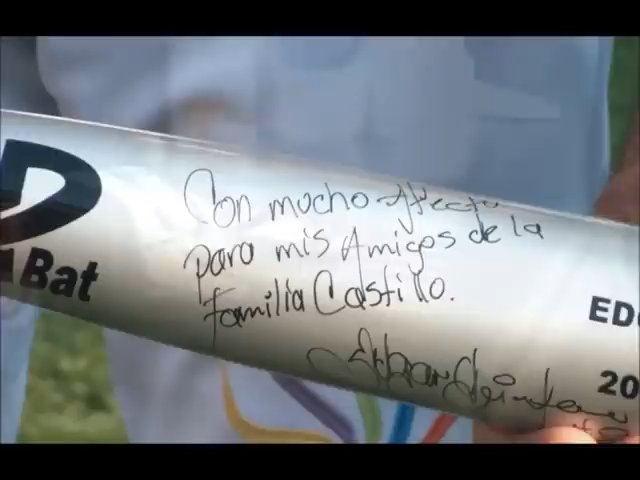 D
Bat
Con mucho afecto
para mis Amigos de la
familia Castillo.
ED
20